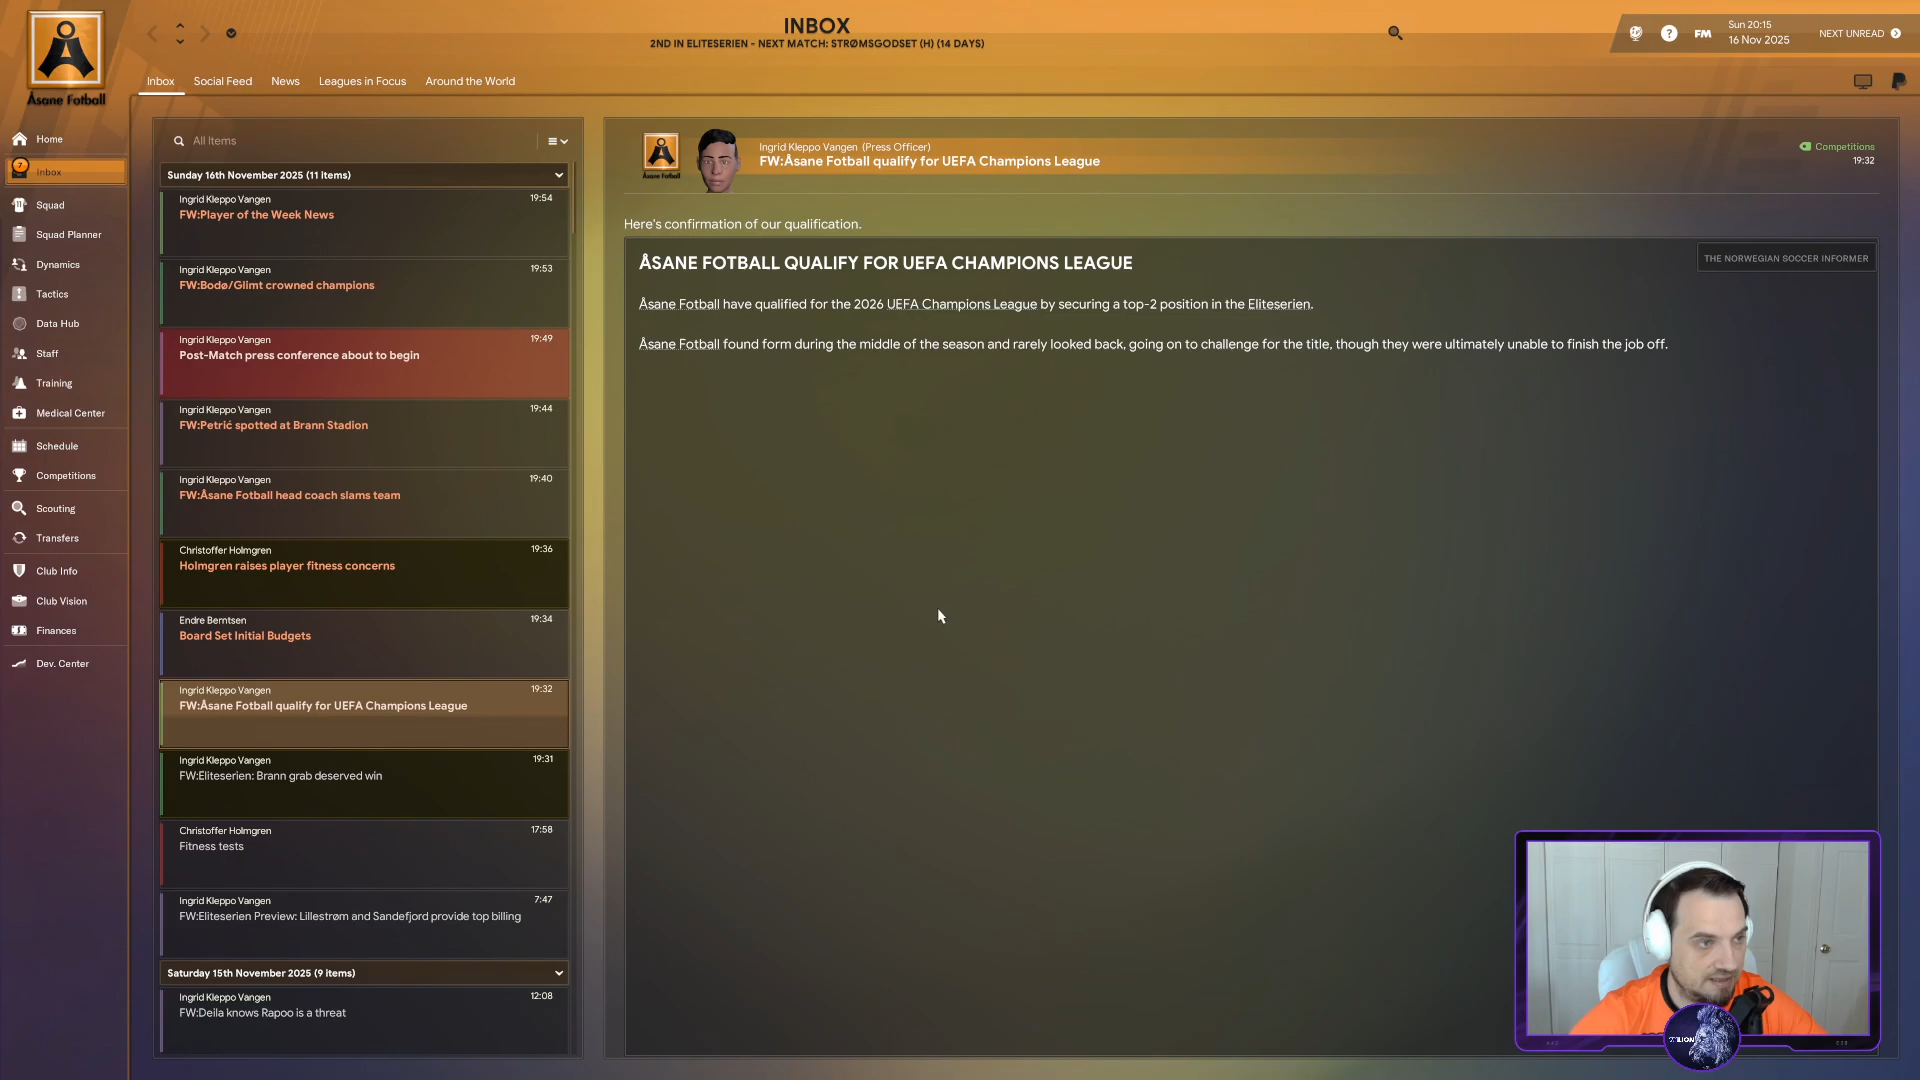 INBOX
2ND IN ELITESERIEN - NEXT MATCH: STRØMSGODSET (H) (14 DAYS)
FM
Sun 20:15
16 Nov 2025
NEXT UNREAD
Åsane Fotball
Inbox
Social Feed
News
Leagues in Focus
Around the World
Home
7
Inbox
Squad
Squad Planner
Dynamics
Tactics
Data Hub
Staff
Training
Medical Center
Schedule
Competitions
Scouting
Transfers
Club Info
Club Vision
Finances
Dev. Center
All Items
Sunday 16th November 2025 (11 items)
Ingrid Kleppo Vangen 19:54
FW:Player of the Week News
Ingrid Kleppo Vangen 19:53
FW:Bodø/Glimt crowned champions
Ingrid Kleppo Vangen 19:49
Post-Match press conference about to begin
Ingrid Kleppo Vangen 19:44
FW:Petrić spotted at Brann Stadion
Ingrid Kleppo Vangen 19:40
FW:Åsane Fotball head coach slams team
Christoffer Holmgren 19:36
Holmgren raises player fitness concerns
Endre Berntsen 19:34
Board Set Initial Budgets
Ingrid Kleppo Vangen 19:32
FW:Åsane Fotball qualify for UEFA Champions League
Ingrid Kleppo Vangen 19:31
FW:Eliteserien: Brann grab deserved win
Christoffer Holmgren 17:58
Fitness tests
Ingrid Kleppo Vangen 7:47
FW:Eliteserien Preview: Lillestrøm and Sandefjord provide top billing
Saturday 15th November 2025 (9 items)
Ingrid Kleppo Vangen 12:08
FW:Deila knows Rapoo is a threat
Åsane Fotball
Ingrid Kleppo Vangen (Press Officer)
FW:Åsane Fotball qualify for UEFA Champions League
Competitions
19:32
Here's confirmation of our qualification.
ÅSANE FOTBALL QUALIFY FOR UEFA CHAMPIONS LEAGUE
THE NORWEGIAN SOCCER INFORMER
Åsane Fotball have qualified for the 2026 UEFA Champions League by securing a top-2 position in the Eliteserien.
Åsane Fotball found form during the middle of the season and rarely looked back, going on to challenge for the title, though they were ultimately unable to finish the job off.